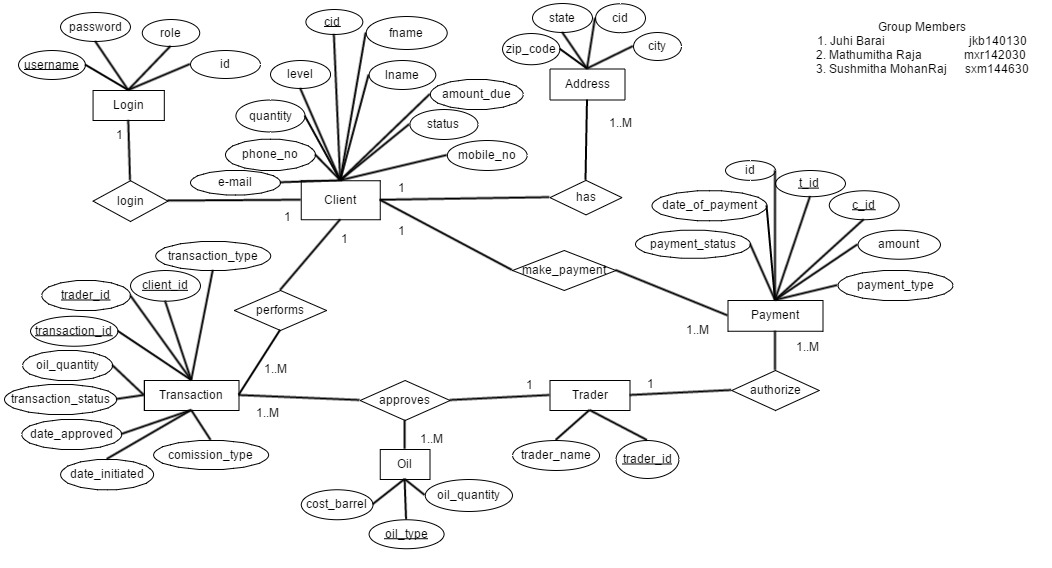 password
role
username
id
Login
1
login
cid
fname
level
lname
amount_due
quantity
status
phone_no
mobile_no
e-mail
Client
1
1
1
1
state
cid
zip_code
city
Address
1..M
has
Group Members
1. Juhi Barai jkb140130
2. Mathumitha Raja mxr142030
3. Sushmitha MohanRaj sxm144630
id
t_id
date_of_payment
c_id
payment_status
amount
payment_type
make_payment
Payment
1..M
1..M
authorize
transaction_type
client_id
trader_id
performs
transaction_id
oil_quantity
1..M
transaction_status
Transaction
1..M
date_approved
comission_type
date_initiated
approves
1
Trader
1
trader_name
trader_id
1..M
Oil
cost_barrel
oil_quantity
oil_type